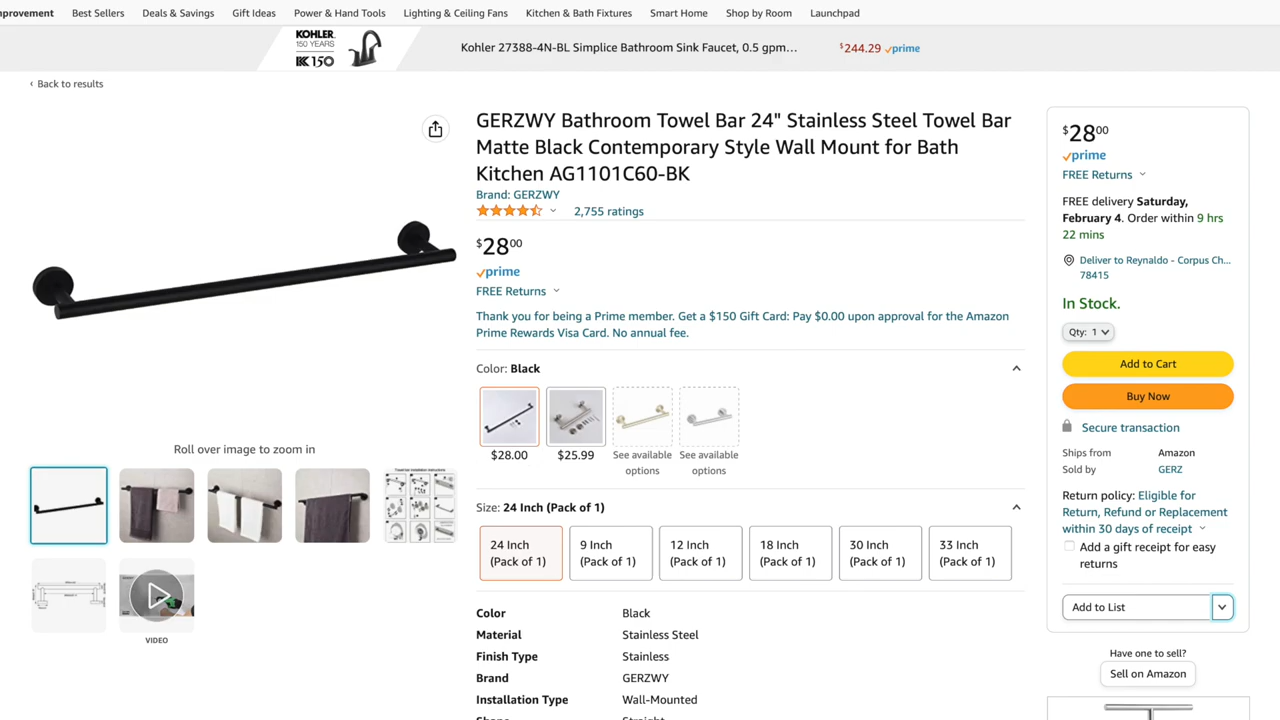 nprovement Best Sellers Deals & Savings Gift Ideas Power & Hand Tools Lighting & Ceiling Fans Kitchen & Bath Fixtures Smart Home Shop by Room Launchpad
KOHLER
150 YEARS
150
Kohler 27388-4N-BL Simplice Bathroom Sink Faucet, 0.5 gpm... $244.29 prime
‹ Back to results
GERZWY Bathroom Towel Bar 24" Stainless Steel Towel Bar
Matte Black Contemporary Style Wall Mount for Bath
Kitchen AG1101C60-BK
Brand: GERZWY
2,755 ratings
$28.00
prime
FREE Returns
Thank you for being a Prime member. Get a $150 Gift Card: Pay $0.00 upon approval for the Amazon
Prime Rewards Visa Card. No annual fee.
Color: Black
$28.00 $25.99 See available options See available options
Size: 24 Inch (Pack of 1)
24 Inch (Pack of 1)
9 Inch (Pack of 1)
12 Inch (Pack of 1)
18 Inch (Pack of 1)
30 Inch (Pack of 1)
33 Inch (Pack of 1)
Color Black
Material Stainless Steel
Finish Type Stainless
Brand GERZWY
Installation Type Wall-Mounted
Roll over image to zoom in
VIDEO
$28.00
prime
FREE Returns
FREE delivery Saturday,
February 4. Order within 9 hrs
22 mins
Deliver to Reynaldo - Corpus Ch...
78415
In Stock.
Qty: 1
Add to Cart
Buy Now
Secure transaction
Ships from Amazon
Sold by GERZ
Return policy: Eligible for
Return, Refund or Replacement
within 30 days of receipt
Add a gift receipt for easy
returns
Add to List
Have one to sell?
Sell on Amazon